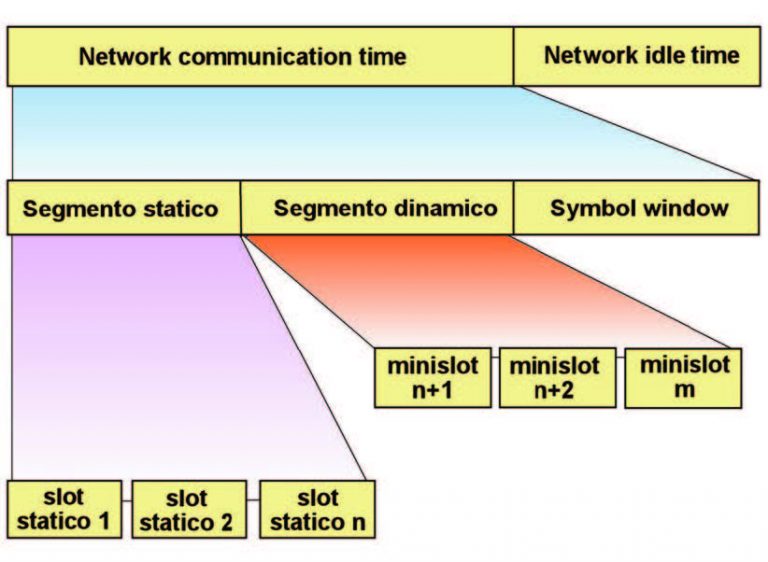 Network communication time
Network idle time
Segmento statico
Segmento dinamico
Symbol window
minislot
n+1
minislot
n+2
minislot
m
slot
statico 1
slot
statico 2
slot
statico n